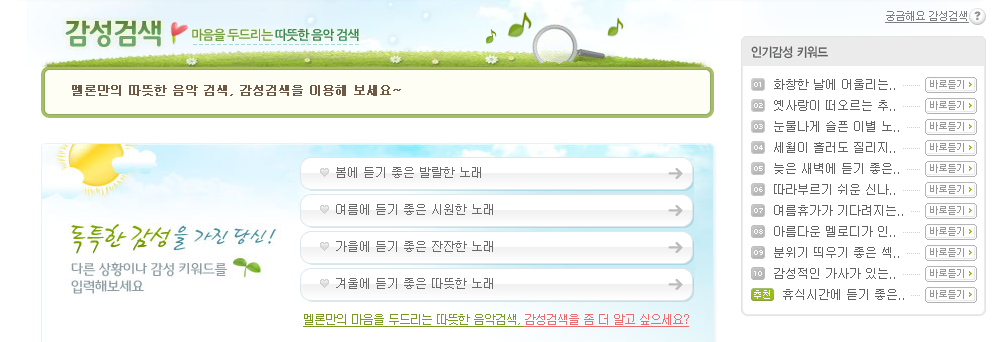 궁금해요 감성검색 ?
감성검색 마음을 두드리는 따뜻한 음악 검색
멜론만의 따뜻한 음악 검색, 감성검색을 이용해 보세요~
독특한 감성을 가진 당신!
다른 상황이나 감성 키워드를
입력해보세요
봄에 듣기 좋은 발랄한 노래
여름에 듣기 좋은 시원한 노래
가을에 듣기 좋은 잔잔한 노래
겨울에 듣기 좋은 따뜻한 노래
멜론만의 마음을 두드리는 따뜻한 음악검색, 감성검색을 좀 더 알고 싶으세요?
인기감성 키워드
01 화창한 날에 어울리는.. 바로듣기
02 옛사랑이 떠오르는 추.. 바로듣기
03 눈물나게 슬픈 이별 노.. 바로듣기
04 세월이 흘러도 질리지.. 바로듣기
05 늦은 새벽에 듣기 좋은.. 바로듣기
06 따라부르기 쉬운 신나.. 바로듣기
07 여름휴가가 기다려지는.. 바로듣기
08 아름다운 멜로디가 인.. 바로듣기
09 분위기 띄우기 좋은 섹.. 바로듣기
10 감성적인 가사가 있는.. 바로듣기
추천 휴식시간에 듣기 좋은.. 바로듣기